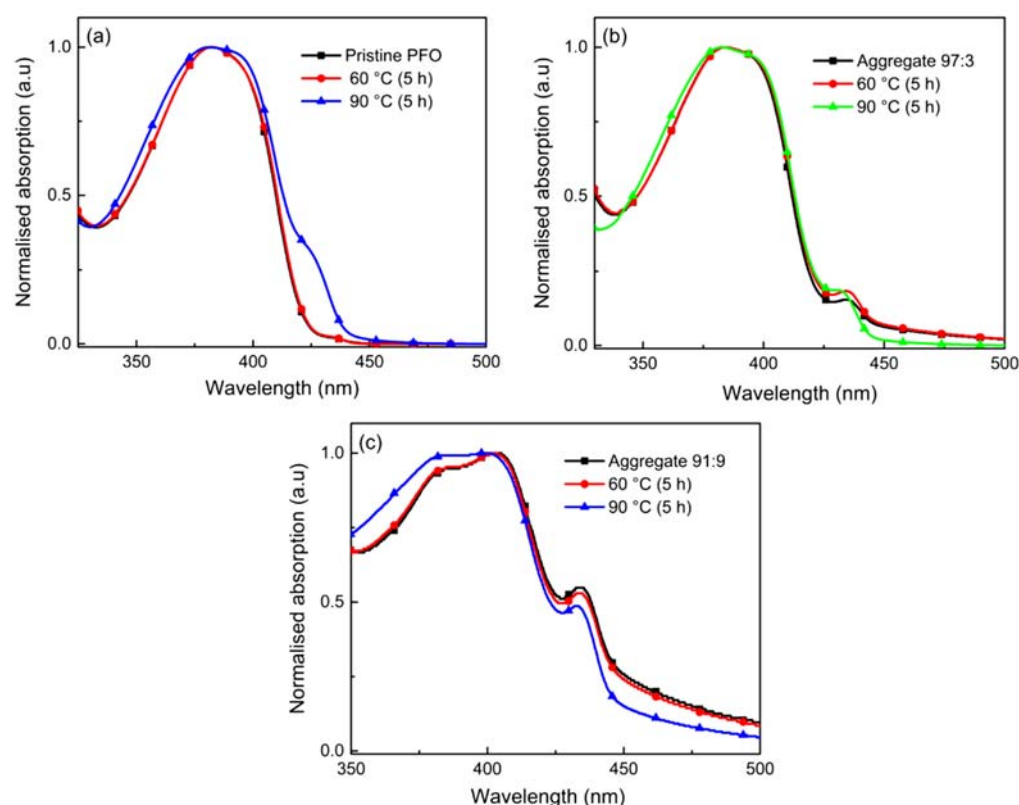 (a)
Pristine PFO
60 °C (5 h)
90 °C (5 h)
Normalised absorption (a.u)
1.0
0.5
0.0
350
400
450
500
Wavelength (nm)
(b)
Aggregate 97:3
60 °C (5 h)
90 °C (5 h)
Normalised absorption (a.u)
1.0
0.5
0.0
350
400
450
500
Wavelength (nm)
(c)
Aggregate 91:9
60 °C (5 h)
90 °C (5 h)
Normalised absorption (a.u)
1.0
0.5
0.0
350
400
450
500
Wavelength (nm)